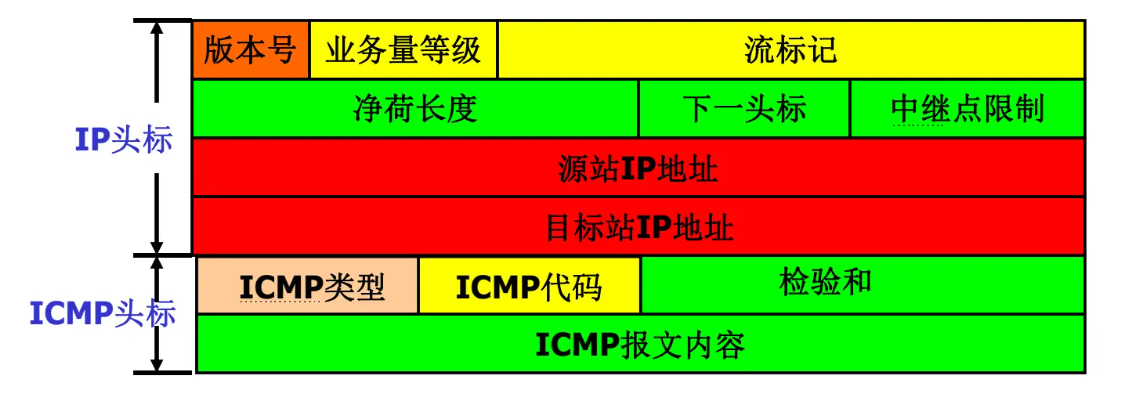 版本号 业务量等级 流标记
净荷长度 下一头标 中继点限制
IP头标
源站IP地址
目标站IP地址
ICMP类型 ICMP代码 检验和
ICMP头标
ICMP报文内容